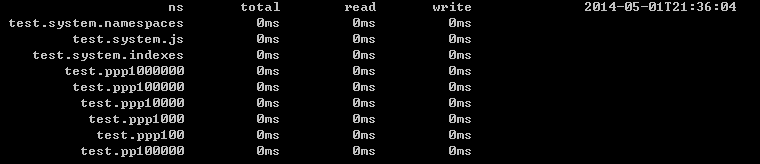 ns total read write 2014-05-01T21:36:04
test.system.namespaces 0ms 0ms 0ms
test.system.js 0ms 0ms 0ms
test.system.indexes 0ms 0ms 0ms
test.ppp1000000 0ms 0ms 0ms
test.ppp100000 0ms 0ms 0ms
test.ppp10000 0ms 0ms 0ms
test.ppp1000 0ms 0ms 0ms
test.ppp100 0ms 0ms 0ms
test.pp100000 0ms 0ms 0ms